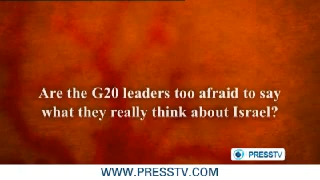 Are the G20 leaders too afraid to say
what they really think about Israel?
PRESSTV
WWW.PRESSTV.COM